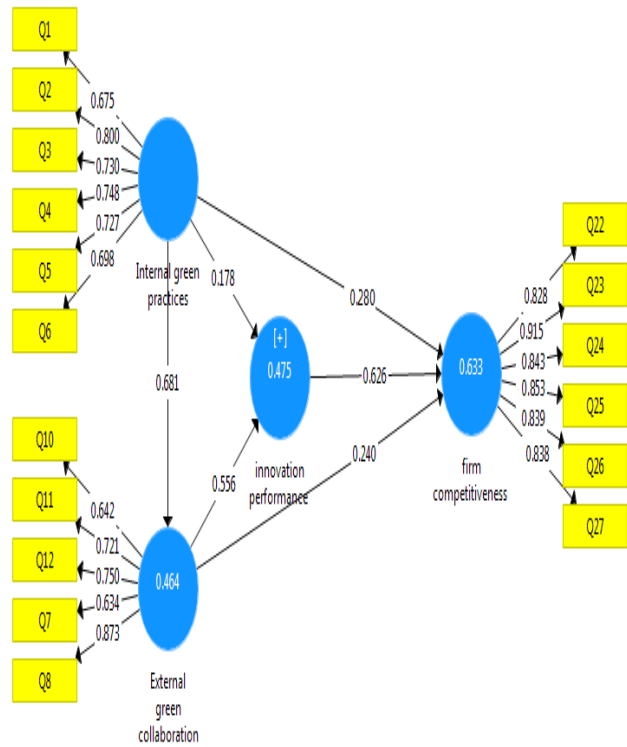 Q1
Q2
Q3
Q4
Q5
Q6
0.675
0.800
0.730
0.748
0.727
0.698
Internal green
practices
0.178
0.280
0.681
[+]
0.475
innovation
performance
0.626
0.633
firm
competitiveness
0.556
0.240
Q10
Q11
Q12
Q7
Q8
0.642
0.721
0.750
0.634
0.873
0.464
External
green
collaboration
0.828
0.915
0.843
0.853
0.839
0.838
Q22
Q23
Q24
Q25
Q26
Q27